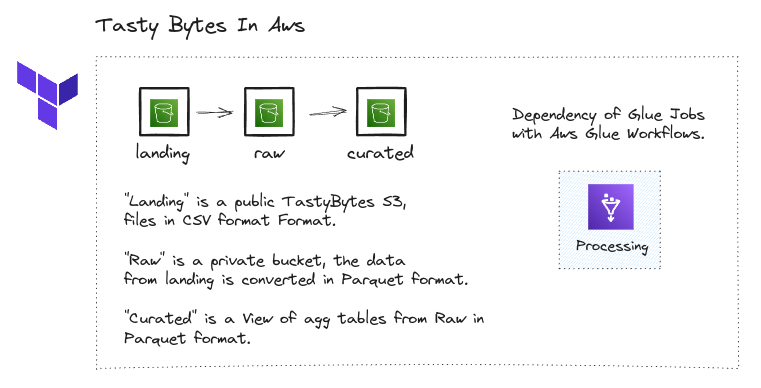 Tasty Bytes In Aws
landing
raw
curated
Dependency of Glue Jobs
with Aws Glue Workflows.
Processing
"Landing" is a public TastyBytes S3,
files in CSV format Format.
"Raw" is a private bucket, the data
from landing is converted in Parquet format.
"Curated" is a View of agg tables from Raw in
Parquet format.